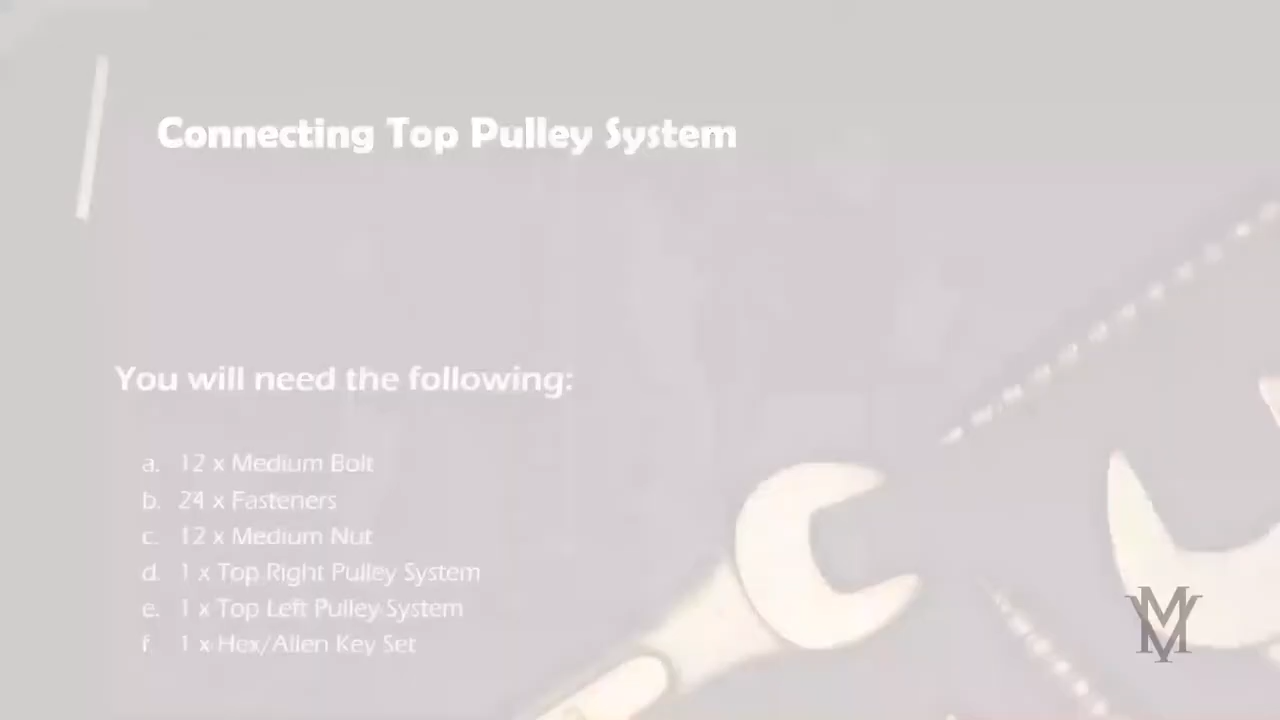 Connecting Top Pulley System
You will need the following:
a. 12 x Medium Bolt
b. 24 x Fasteners
c. 12 x Medium Nut
d. 1 x Top Right Pulley System
e. 1 x Top Left Pulley System
f. 1 x Hex/Allen Key Set
VM